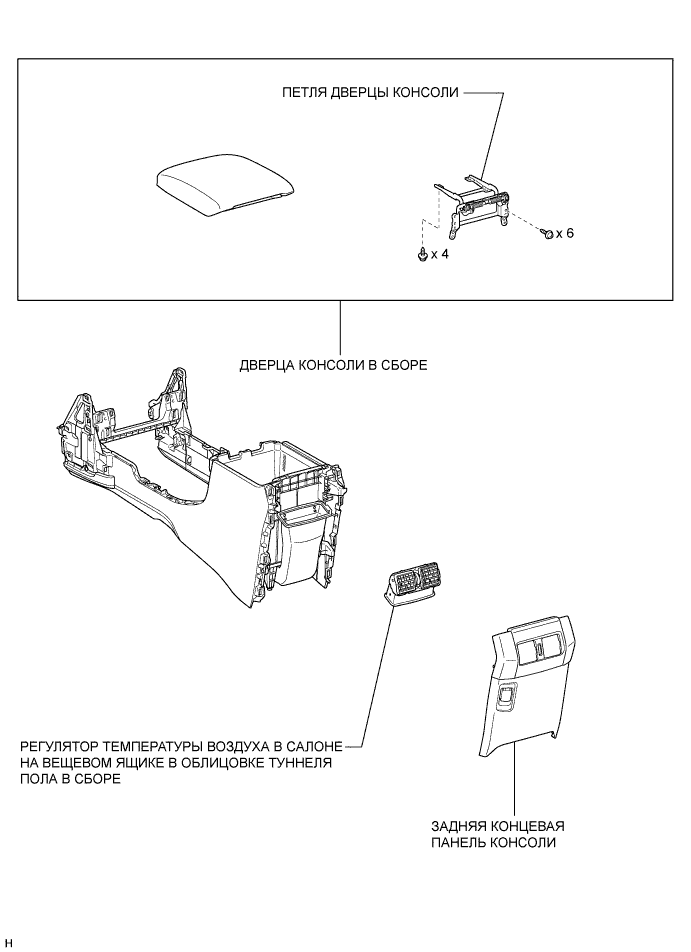 ПЕТЛЯ ДВЕРЦЫ КОНСОЛИ
x 6
x 4
ДВЕРЦА КОНСОЛИ В СБОРЕ
РЕГУЛЯТОР ТЕМПЕРАТУРЫ ВОЗДУХА В САЛОНЕ
НА ВЕЩЕВОМ ЯЩИКЕ В ОБЛИЦОВКЕ ТУННЕЛЯ
ПОЛА В СБОРЕ
ЗАДНЯЯ КОНЦЕВАЯ
ПАНЕЛЬ КОНСОЛИ
H